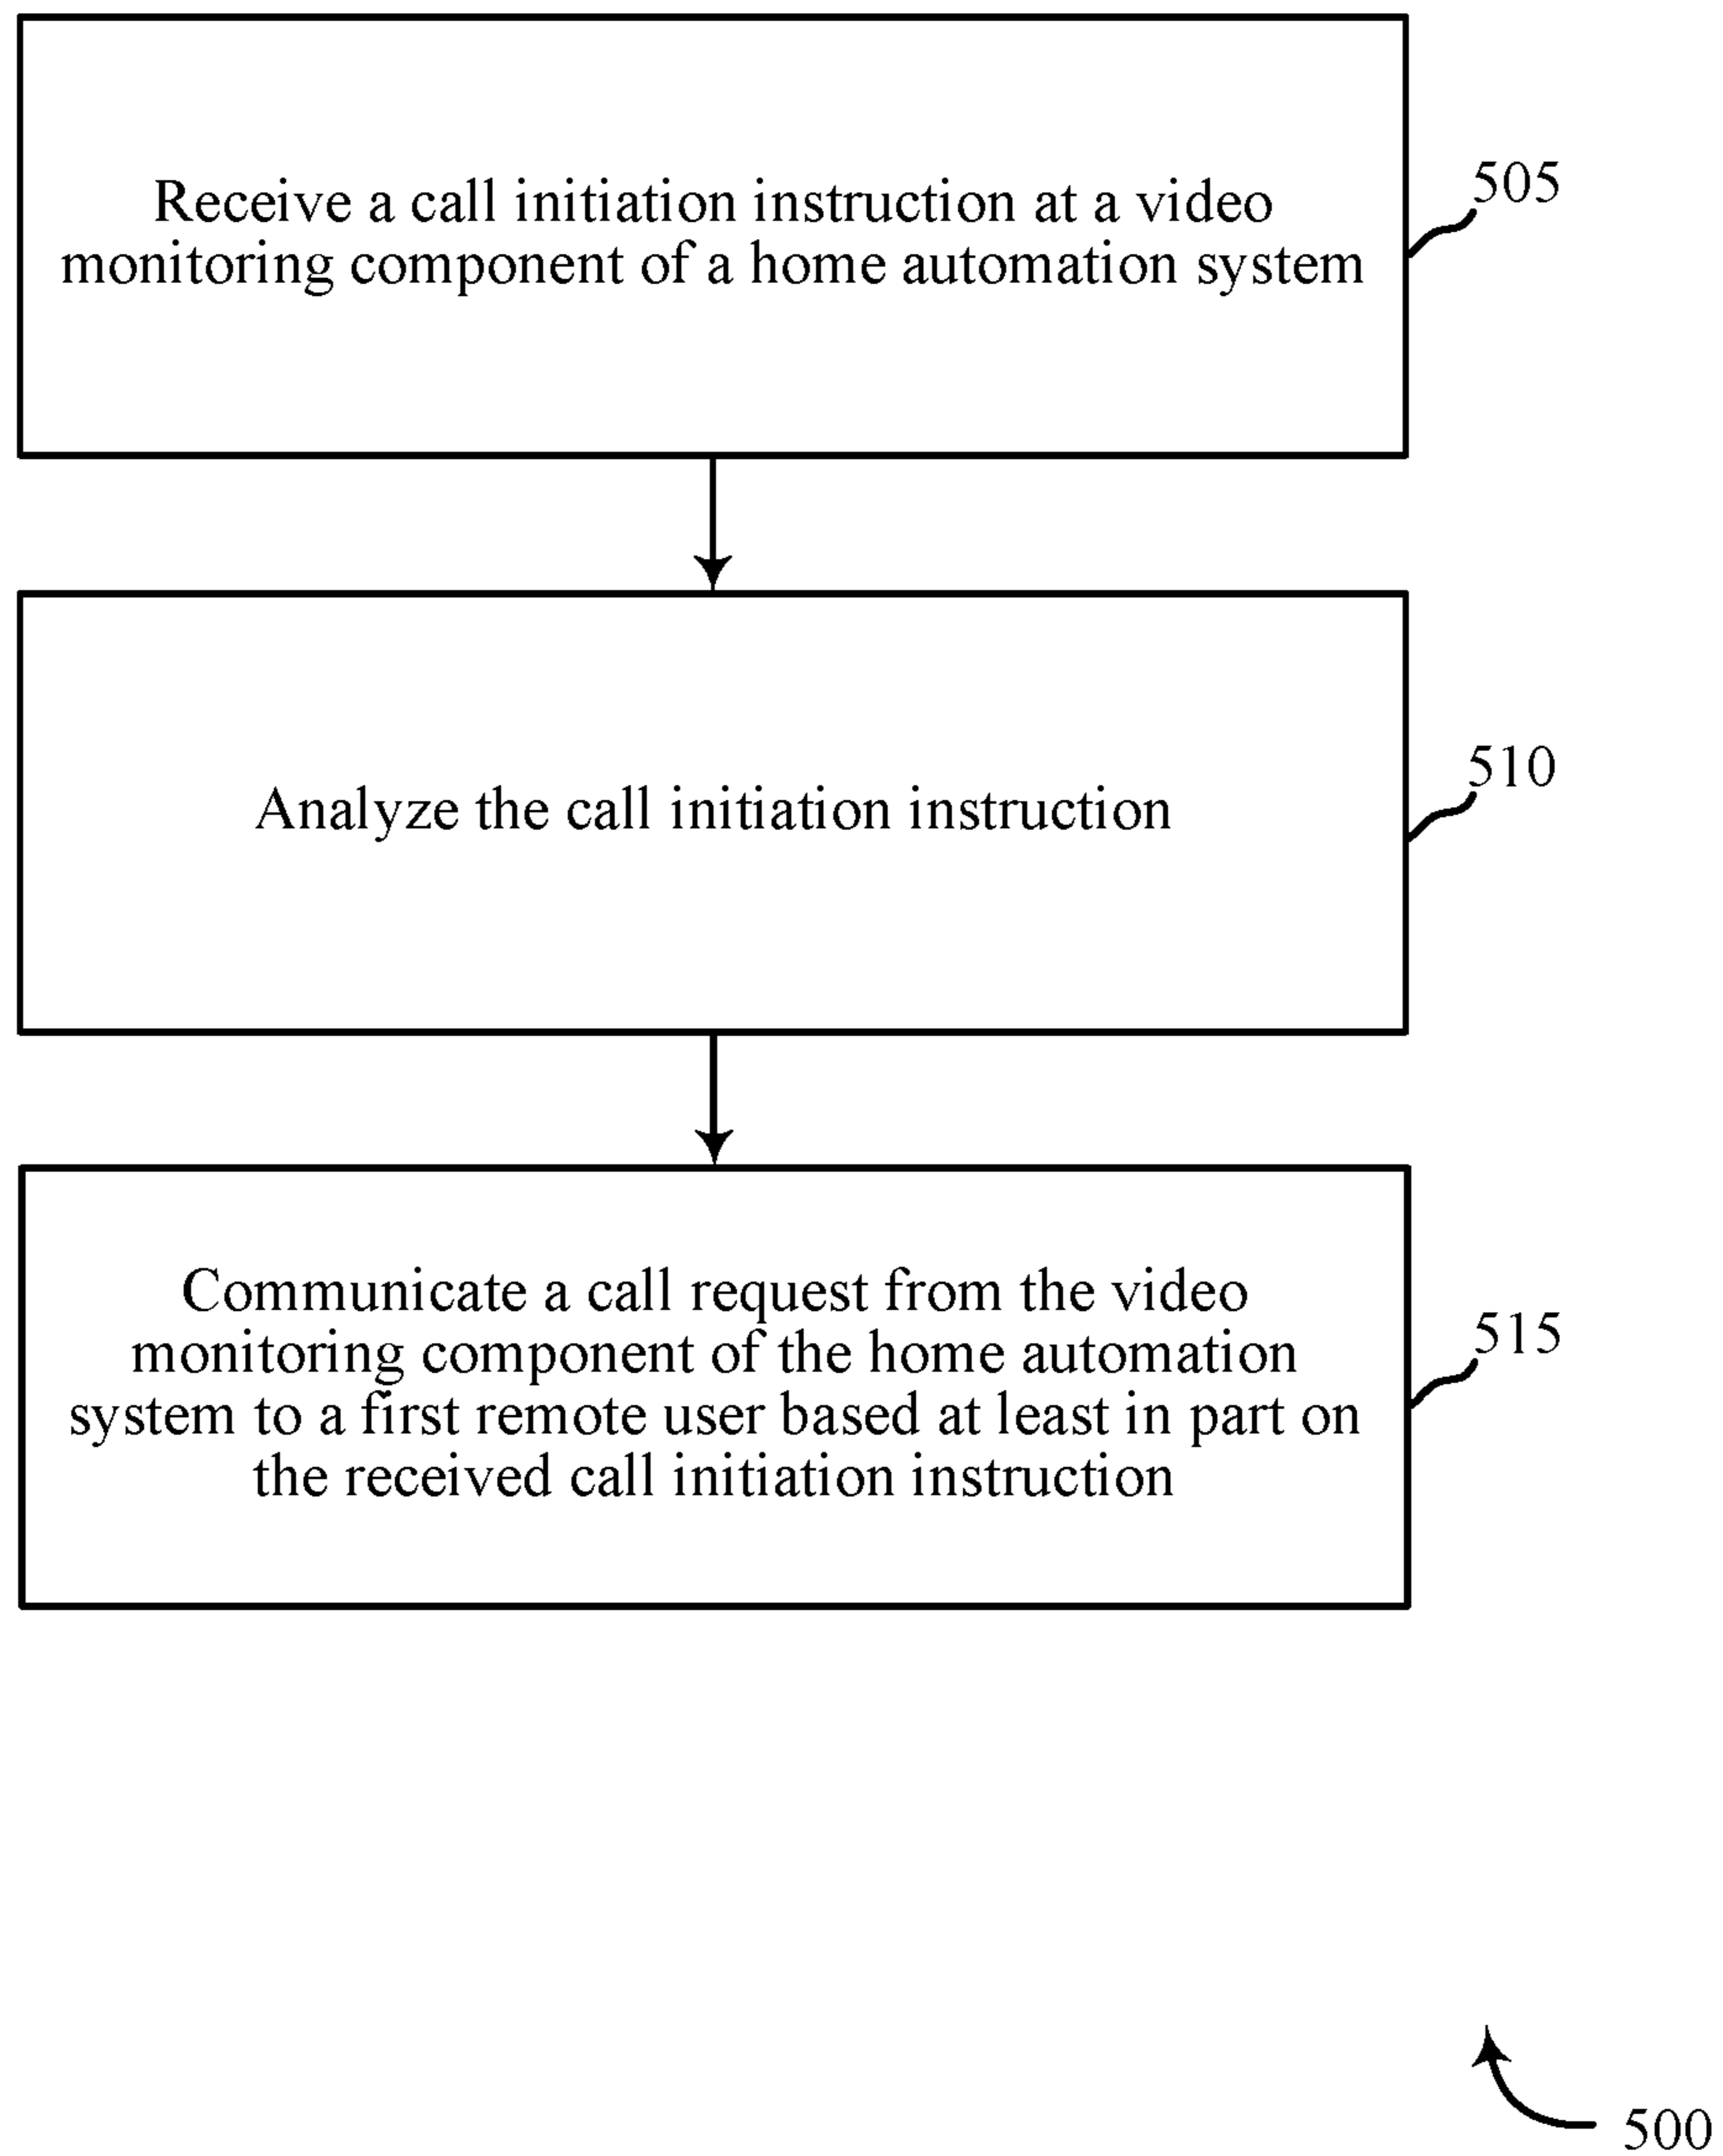 Receive a call initiation instruction at a video
monitoring component of a home automation system
505
Analyze the call initiation instruction
510
Communicate a call request from the video
monitoring component of the home automation
system to a first remote user based at least in part on
the received call initiation instruction
515
500